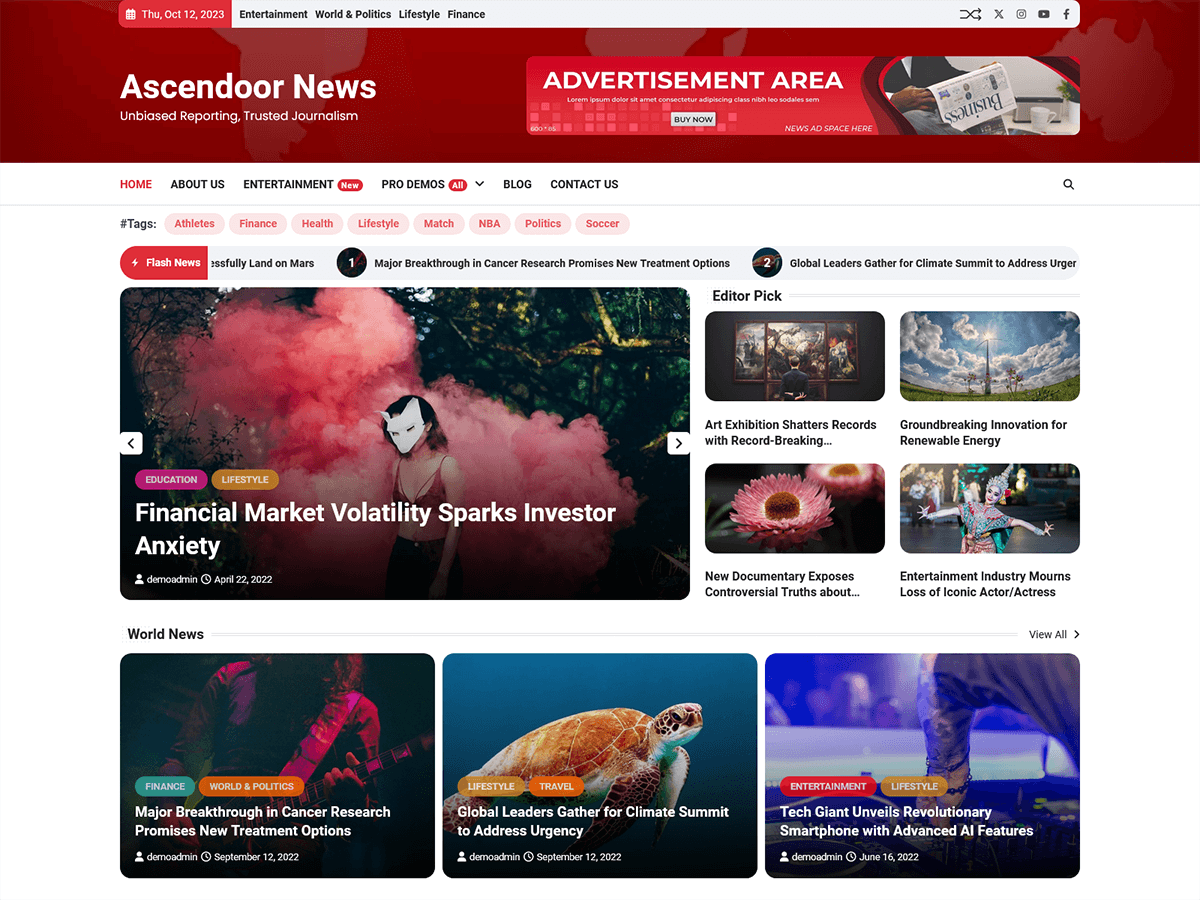 Thu, Oct 12, 2023
Entertainment World & Politics Lifestyle Finance
Ascendoor News
Unbiased Reporting, Trusted Journalism
ADVERTISEMENT AREA
Lorem ipsum dolor sit amet consectetur adipiscing class nibh leo sodales sem
BUY NOW
600 * 85
NEWS AD SPACE HERE
Business
HOME ABOUT US ENTERTAINMENT New PRO DEMOS All BLOG CONTACT US
#Tags: Athletes Finance Health Lifestyle Match NBA Politics Soccer
Flash News essfully Land on Mars 1 Major Breakthrough in Cancer Research Promises New Treatment Options 2 Global Leaders Gather for Climate Summit to Address Urger
EDUCATION LIFESTYLE
Financial Market Volatility Sparks Investor
Anxiety
demoadmin April 22, 2022
Editor Pick
Art Exhibition Shatters Records
with Record-Breaking…
Groundbreaking Innovation for
Renewable Energy
New Documentary Exposes
Controversial Truths about…
Entertainment Industry Mourns
Loss of Iconic Actor/Actress
World News
View All
FINANCE WORLD & POLITICS
Major Breakthrough in Cancer Research
Promises New Treatment Options
demoadmin September 12, 2022
LIFESTYLE TRAVEL
Global Leaders Gather for Climate Summit
to Address Urgency
demoadmin September 12, 2022
ENTERTAINMENT LIFESTYLE
Tech Giant Unveils Revolutionary
Smartphone with Advanced AI Features
demoadmin June 16, 2022